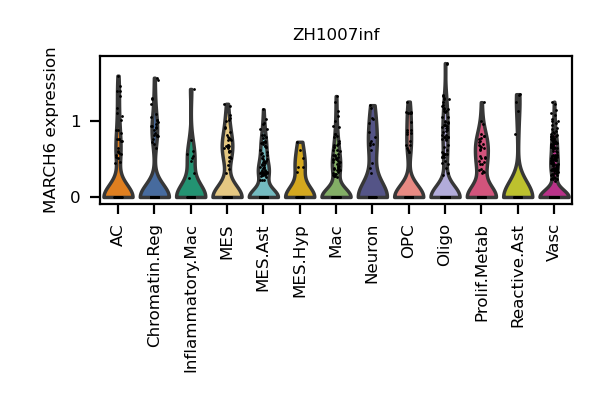 ZH1007inf
MARCH6 expression
1
0
AC
Chromatin.Reg
Inflammatory.Mac
MES
MES.Ast
MES.Hyp
Mac
Neuron
OPC
Oligo
Prolif.Metab
Reactive.Ast
Vasc